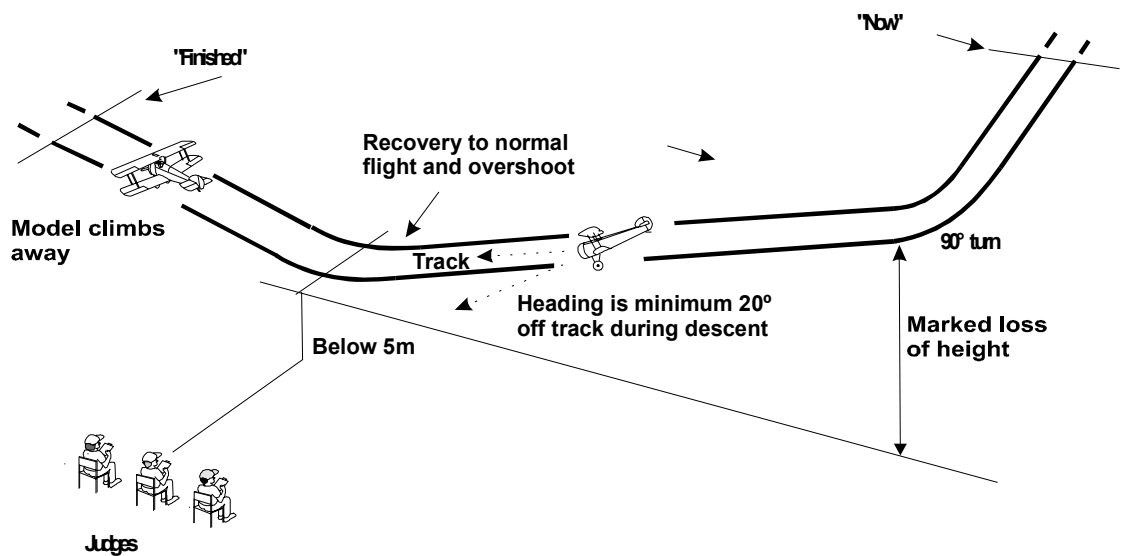 "Now"
"Finished"
Recovery to normal
flight and overshoot
Model climbs
away
Track
90° turn
Heading is minimum 20º
off track during descent
Marked loss
of height
Below 5m
Judges